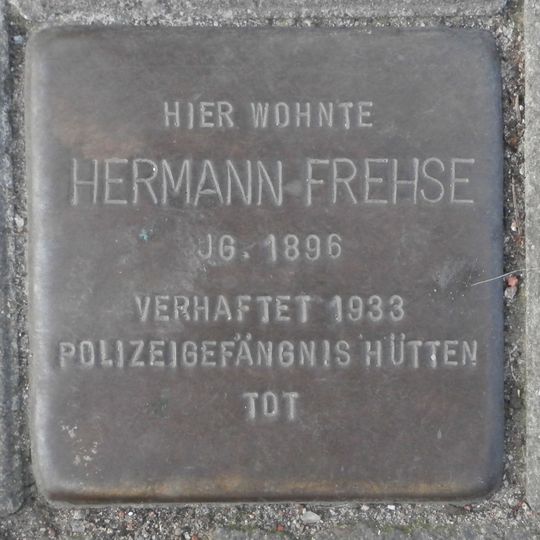 HIER WOHNTE
HERMANN FREHSE
JG. 1896
VERHAFTET 1933
POLIZEIGEFÄNGNIS HÜTTEN
TOT